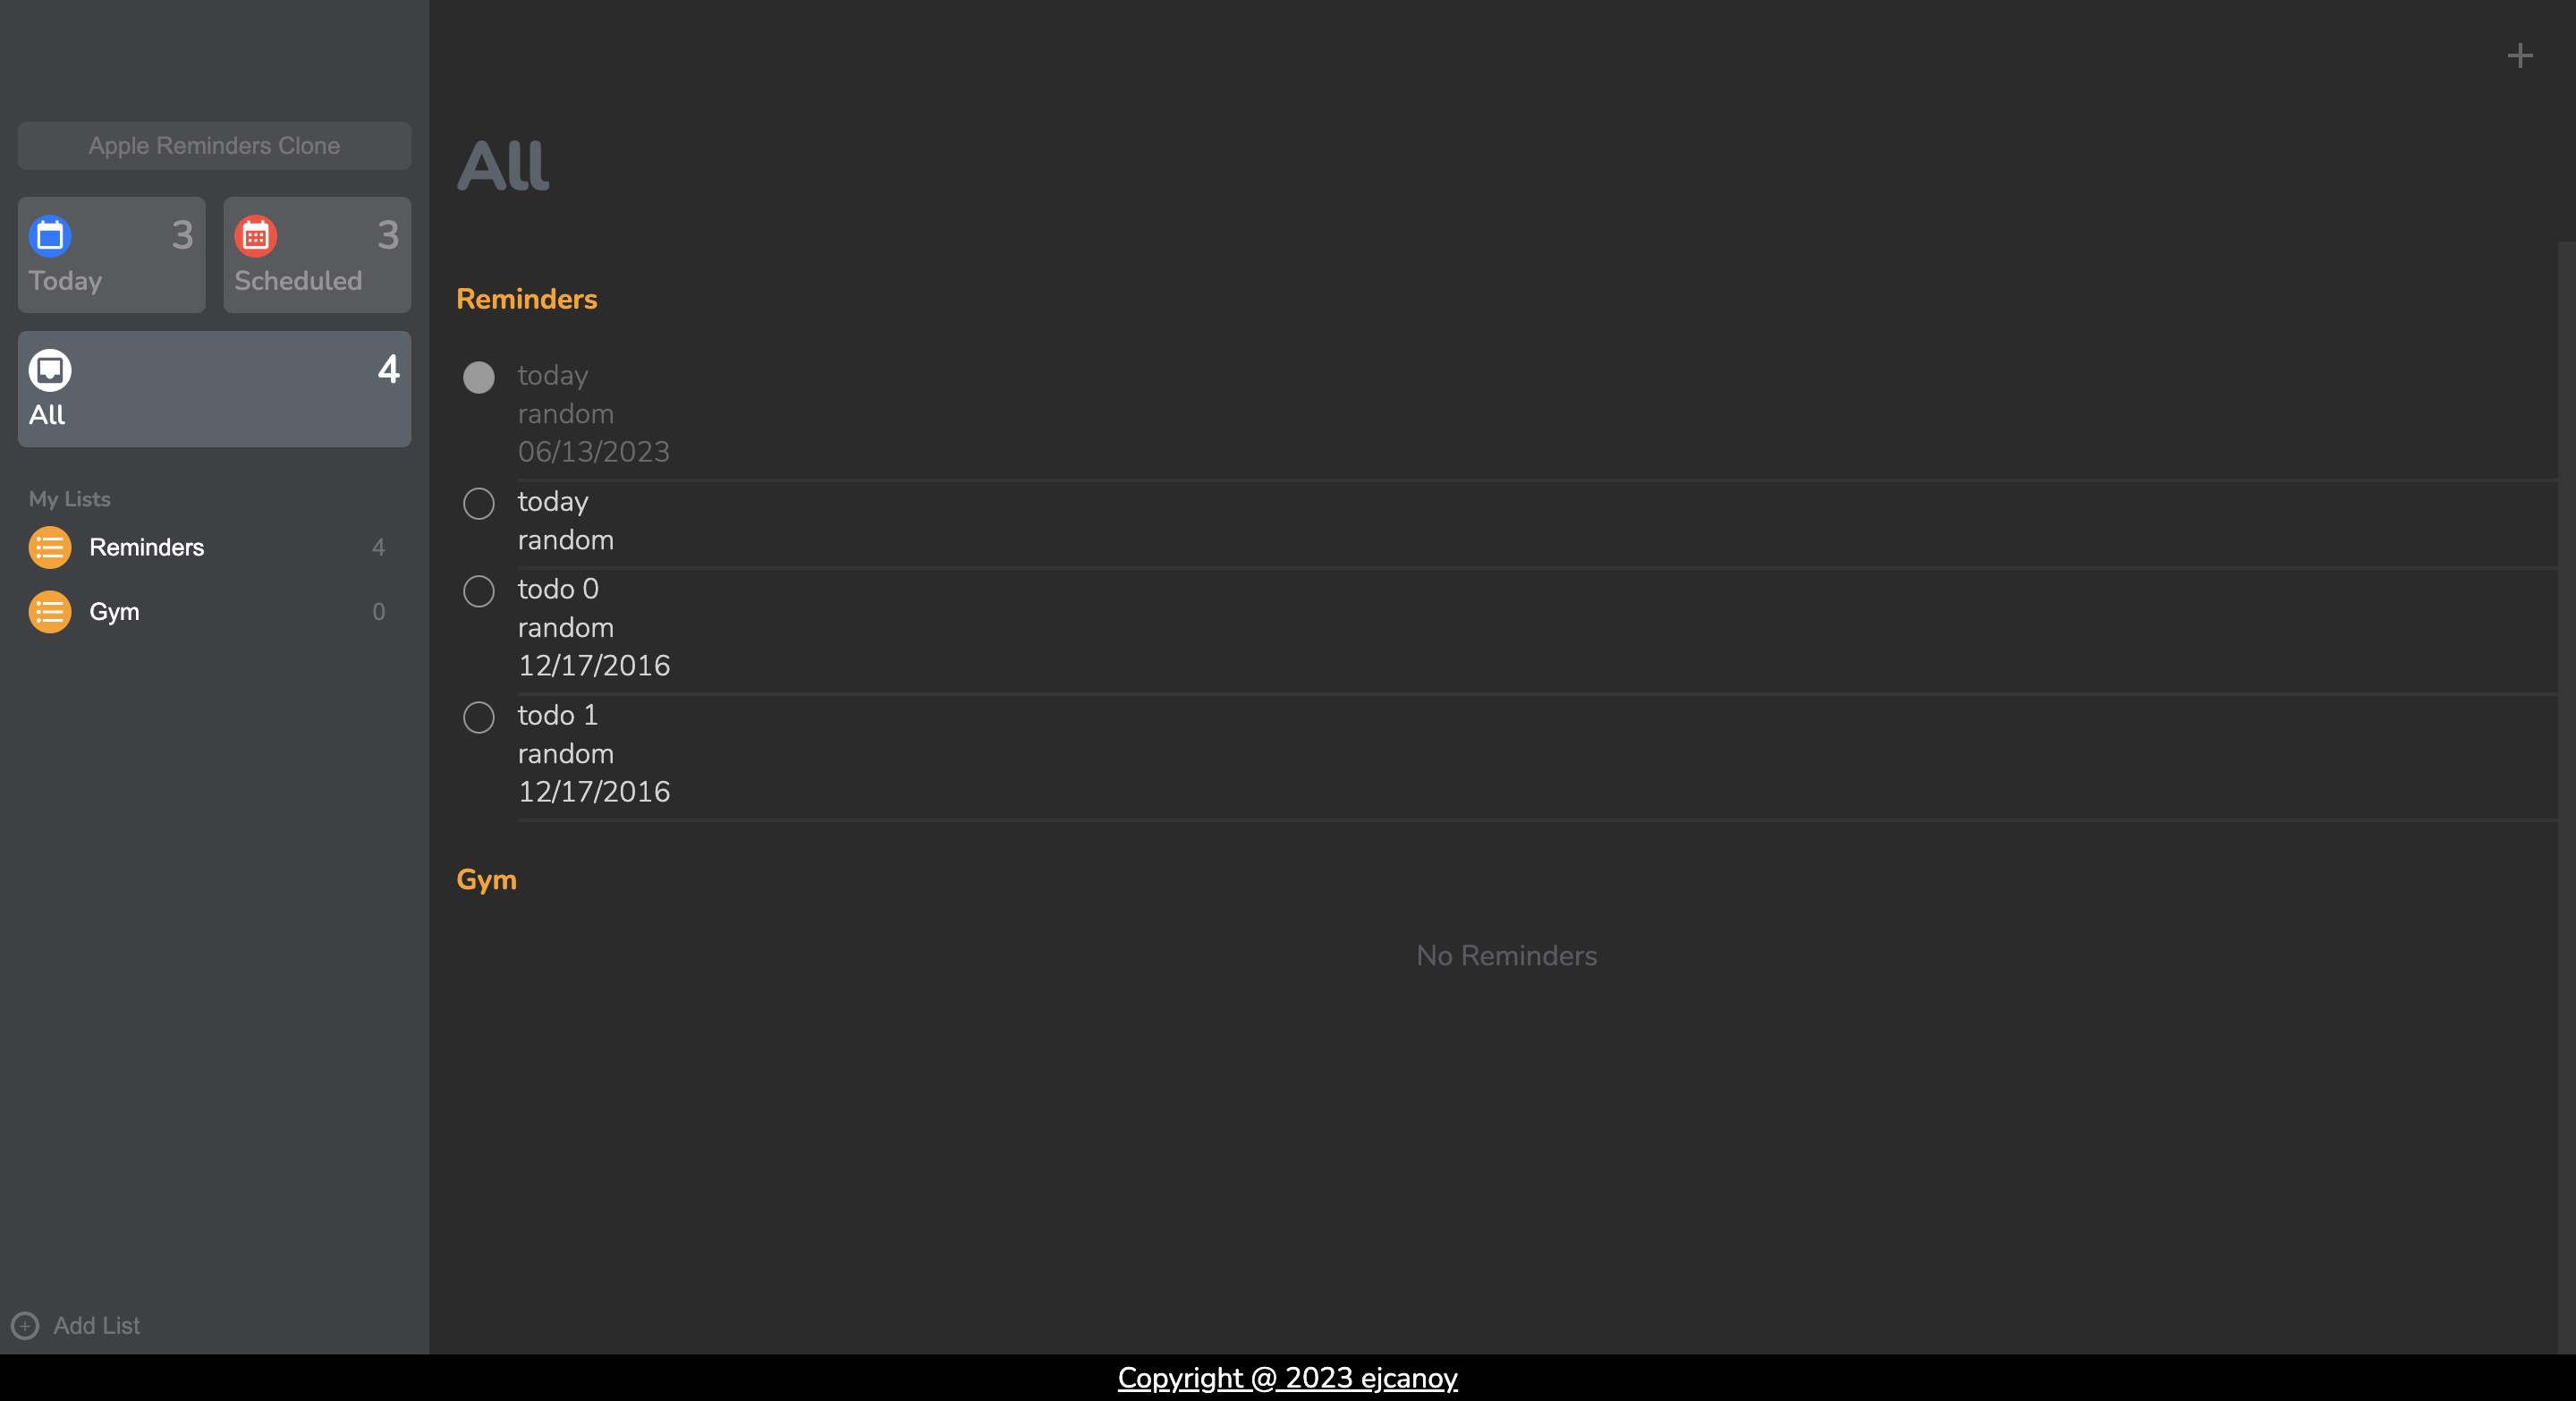 Apple Reminders Clone
3
Today
3
Scheduled
4
All
My Lists
Reminders 4
Gym 0
Add List
All
Reminders
today
random
06/13/2023
today
random
todo 0
random
12/17/2016
todo 1
random
12/17/2016
Gym
No Reminders
Copyright @ 2023 ejcanoy